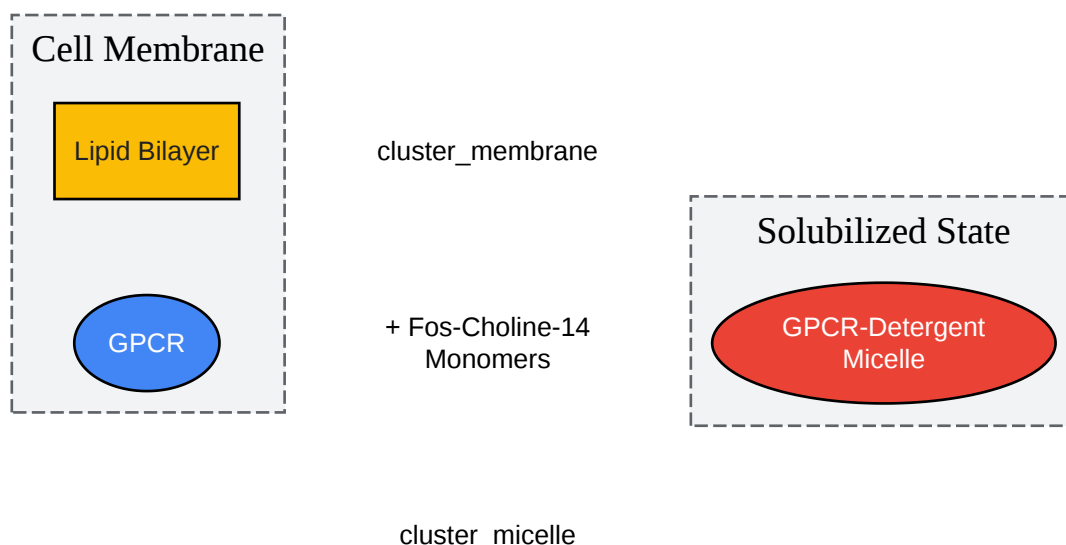 Cell Membrane
Lipid Bilayer
cluster_membrane
Solubilized State
GPCR
+ Fos-Choline-14
Monomers
GPCR-Detergent
Micelle
cluster_micelle